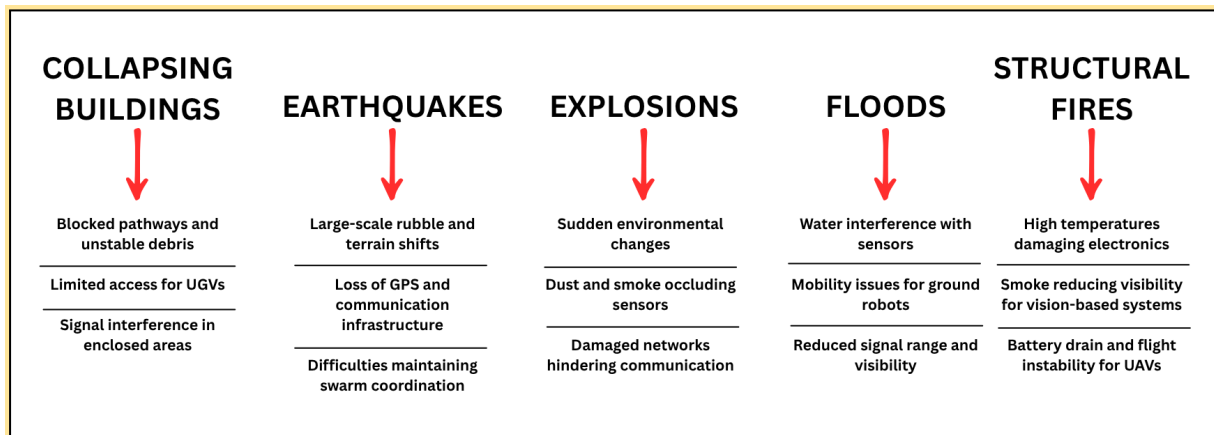 COLLAPSING
BUILDINGS
Blocked pathways and
unstable debris
Limited access for UGVs
Signal interference in
enclosed areas
EARTHQUAKES
Large-scale rubble and
terrain shifts
Loss of GPS and
communication
infrastructure
Difficulties maintaining
swarm coordination
EXPLOSIONS
Sudden environmental
changes
Dust and smoke occluding
sensors
Damaged networks
hindering communication
FLOODS
Water interference with
sensors
Mobility issues for ground
robots
Reduced signal range and
visibility
STRUCTURAL
FIRES
High temperatures
damaging electronics
Smoke reducing visibility
for vision-based systems
Battery drain and flight
instability for UAVs